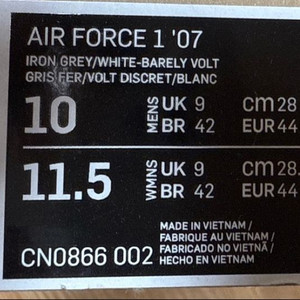 AIR FORCE 1 '07
IRON GREY/WHITE-BARELY VOLT
GRIS FER/VOLT DISCRET/BLANC
10 MENS UK 9 CM 28.
BR 42 EUR 44
11.5 WMNS UK 9 CM 28.
BR 42 EUR 44
MADE IN VIETNAM /
FABRIQUE AU VIETNAM /
FABRICADO NO VIETNÃ /
CN0866 002 HECHO EN VIETNAM